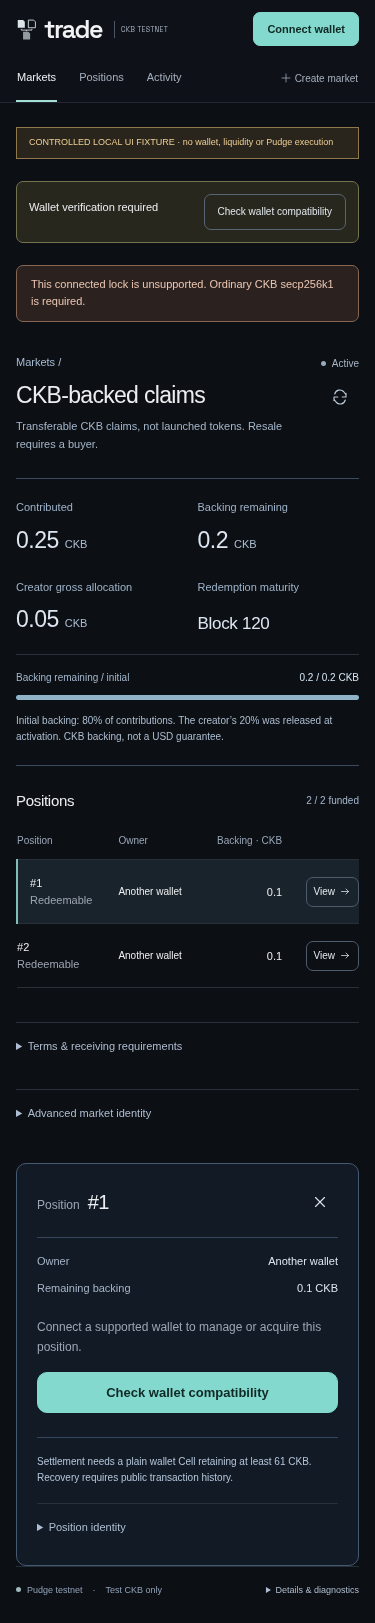 trade
CKB TESTNET
Connect wallet
Markets Positions Activity
Create market
CONTROLLED LOCAL UI FIXTURE · no wallet, liquidity or Pudge execution
Wallet verification required
Check wallet compatibility
This connected lock is unsupported. Ordinary CKB secp256k1
is required.
Markets /
Active
CKB-backed claims
Transferable CKB claims, not launched tokens. Resale
requires a buyer.
Contributed
0.25 CKB
Backing remaining
0.2 CKB
Creator gross allocation
0.05 CKB
Redemption maturity
Block 120
Backing remaining / initial 0.2 / 0.2 CKB
Initial backing: 80% of contributions. The creator's 20% was released at
activation. CKB backing, not a USD guarantee.
Positions 2 / 2 funded
Position Owner Backing · CKB
#1
Redeemable
Another wallet 0.1 View →
#2
Redeemable
Another wallet 0.1 View →
Terms & receiving requirements
Advanced market identity
Position #1
Owner Another wallet
Remaining backing 0.1 CKB
Connect a supported wallet to manage or acquire this
position.
Check wallet compatibility
Settlement needs a plain wallet Cell retaining at least 61 CKB.
Recovery requires public transaction history.
Position identity
Pudge testnet · Test CKB only
Details & diagnostics